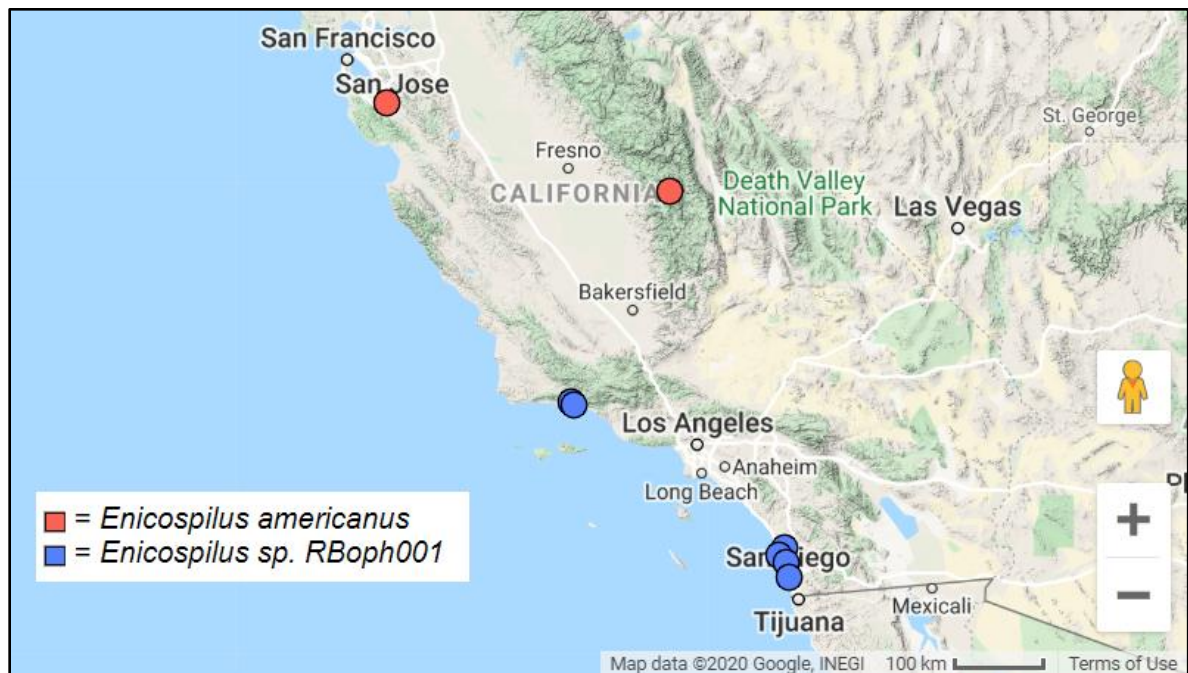 San Francisco
San Jose
St. George
Fresno
CALIFORNIA
Death Valley
National Park
Las Vegas
Bakersfield
Los Angeles
Anaheim
Long Beach
= Enicospilus americanus
= Enicospilus sp. RBoph001
San Diego
Mexicali
Tijuana
+
−
Map data ©2020 Google, INEGI 100 km Terms of Use